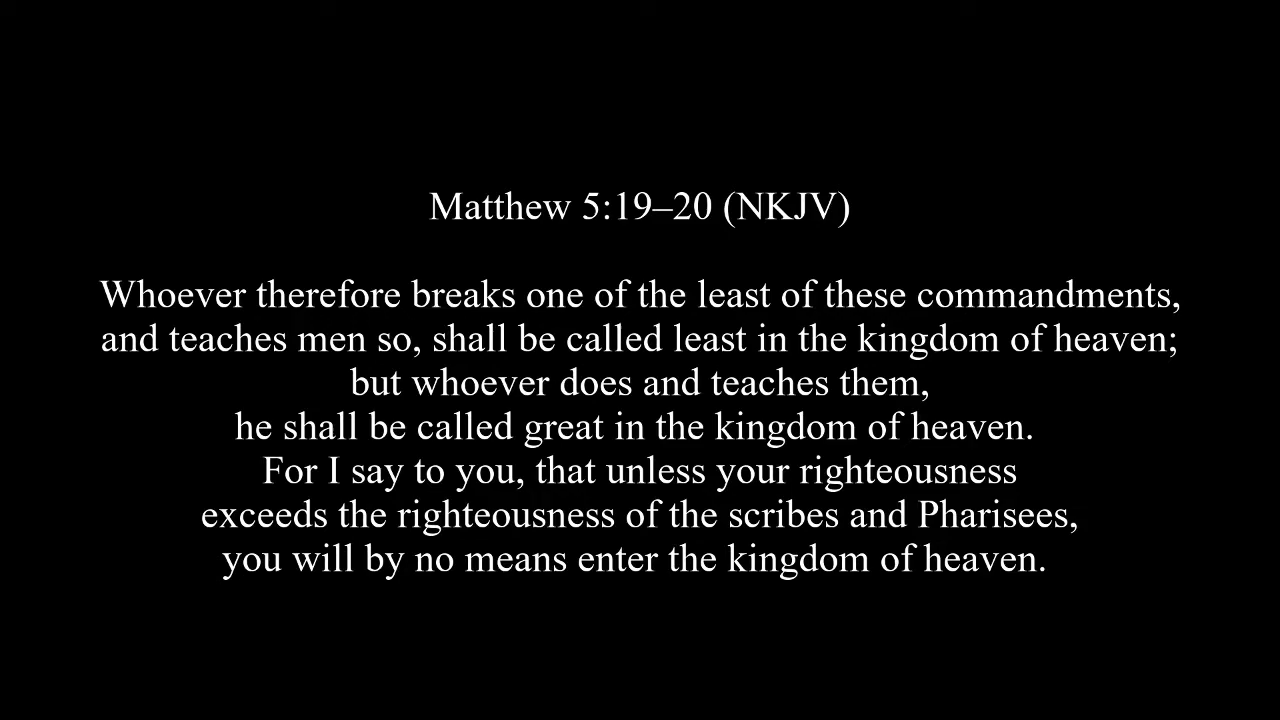 Matthew 5:19–20 (NKJV)
Whoever therefore breaks one of the least of these commandments,
and teaches men so, shall be called least in the kingdom of heaven;
but whoever does and teaches them,
he shall be called great in the kingdom of heaven.
For I say to you, that unless your righteousness
exceeds the righteousness of the scribes and Pharisees,
you will by no means enter the kingdom of heaven.